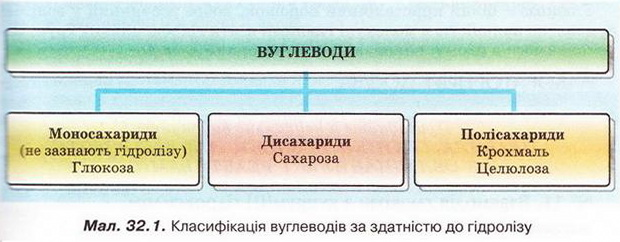 ВУГЛЕВОДИ
Моносахариди
(не зазнають гідролізу)
Глюкоза
Дисахариди
Сахароза
Полісахариди
Крохмаль
Целюлоза
Мал. 32.1. Класифікація вуглеводів за здатністю до гідролізу